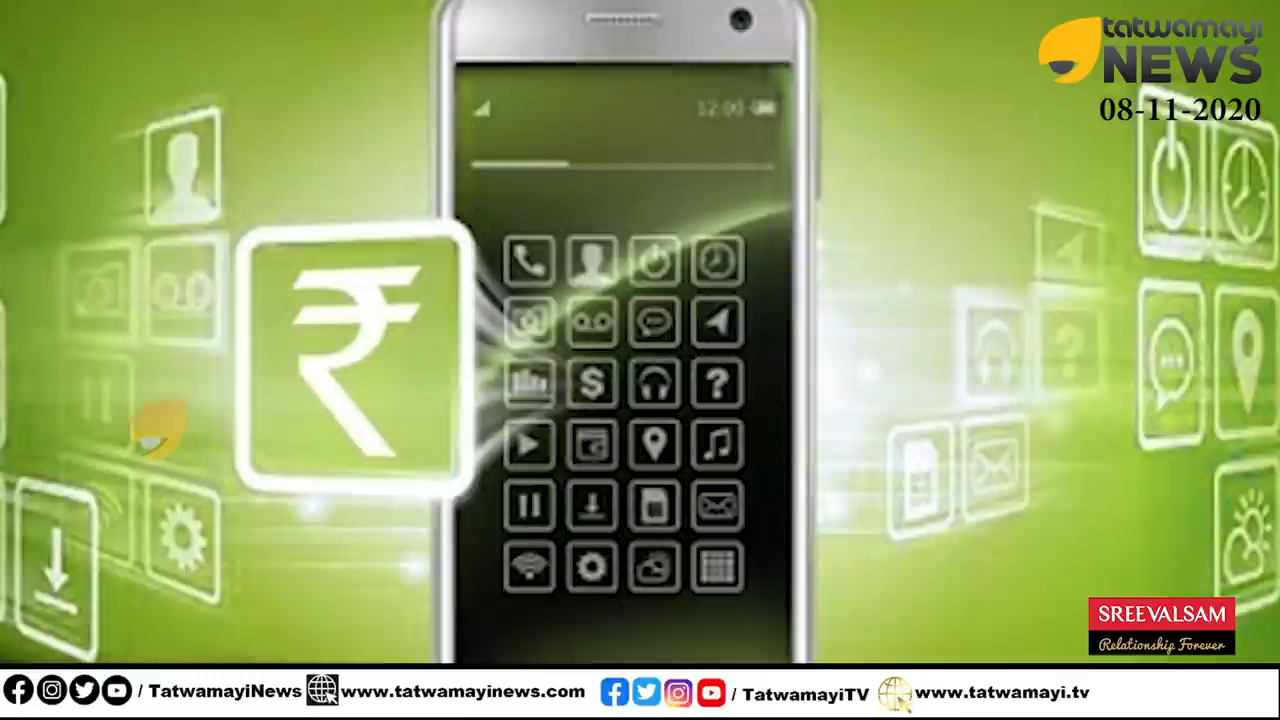 tatwamayi
NEWS
08-11-2020
12:00
₹
$
?
?
SREEVALSAM
Relationship Forever
/ TatwamayiNews www.tatwamayinews.com / TatwamayiTV www.tatwamayi.tv